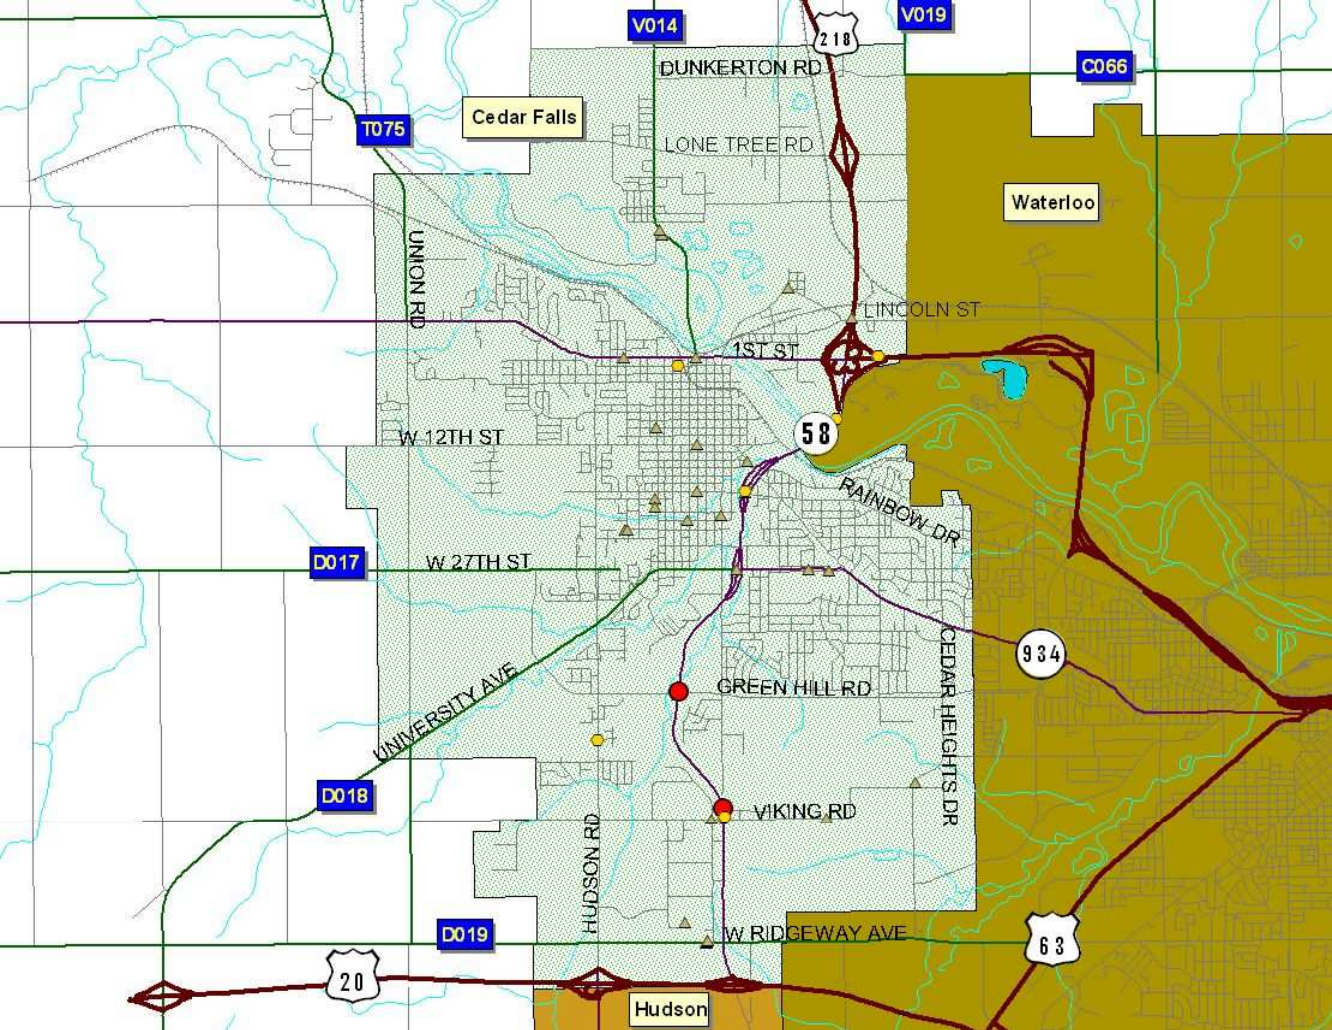 V014
218
V019
DUNKERTON RD
C066
Cedar Falls
T075
LONE TREE RD
Waterloo
UNION RD
LINCOLN ST
1ST ST
58
W 12TH ST
RAINBOW DR
D017
W 27TH ST
934
CEDAR HEIGHTS DR
GREEN HILL RD
UNIVERSITY AVE
D018
VIKING RD
HUDSON RD
D019
W RIDGEWAY AVE
63
20
Hudson